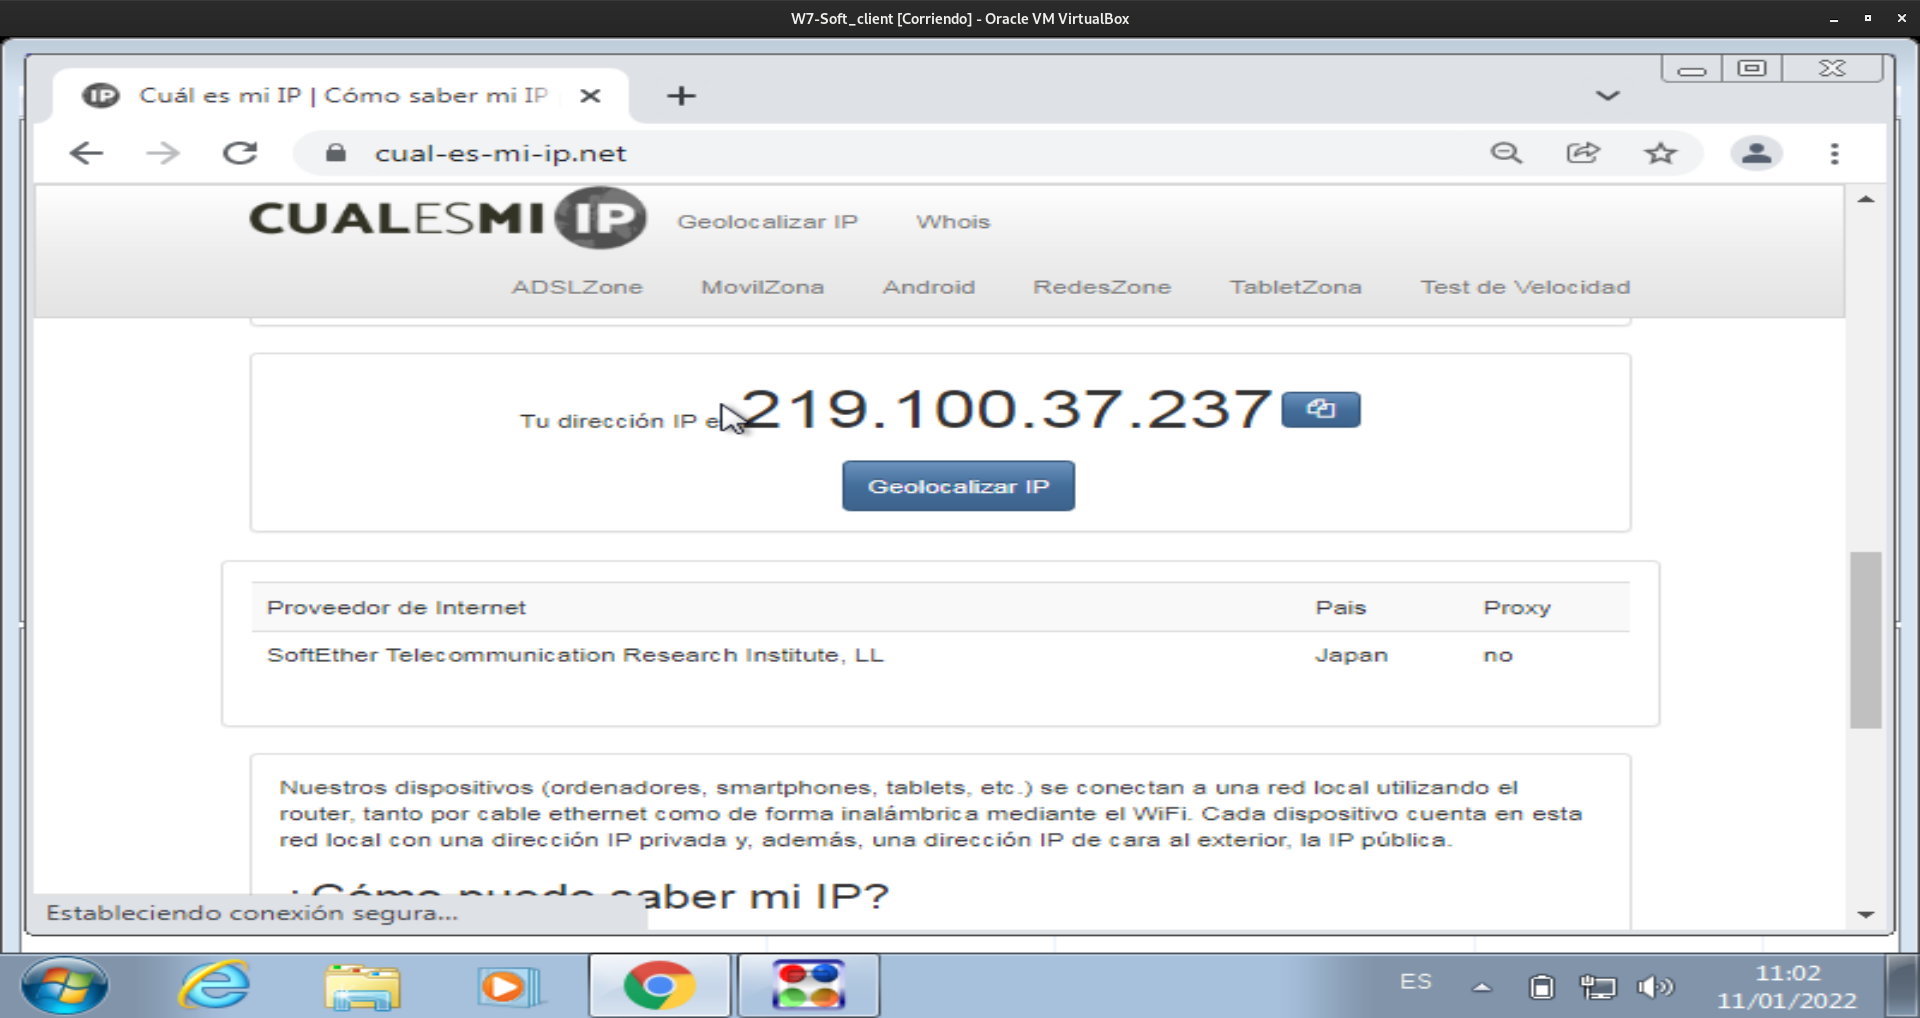 W7-Soft_client [Corriendo] - Oracle VM VirtualBox
Cuál es mi IP | Cómo saber mi IP
cual-es-mi-ip.net
CUALESMI IP
Geolocalizar IP
Whois
ADSLZone
MovilZona
Android
RedesZone
TabletZona
Test de Velocidad
Tu dirección IP e 219.100.37.237
Geolocalizar IP
Proveedor de Internet Pais Proxy
SoftEther Telecommunication Research Institute, LL Japan no
Nuestros dispositivos (ordenadores, smartphones, tablets, etc.) se conectan a una red local utilizando el
router, tanto por cable ethernet como de forma inalámbrica mediante el WiFi. Cada dispositivo cuenta en esta
red local con una dirección IP privada y, además, una dirección IP de cara al exterior, la IP pública.
¿Cómo puedo saber mi IP?
Estableciendo conexión segura...
ES
11:02
11/01/2022